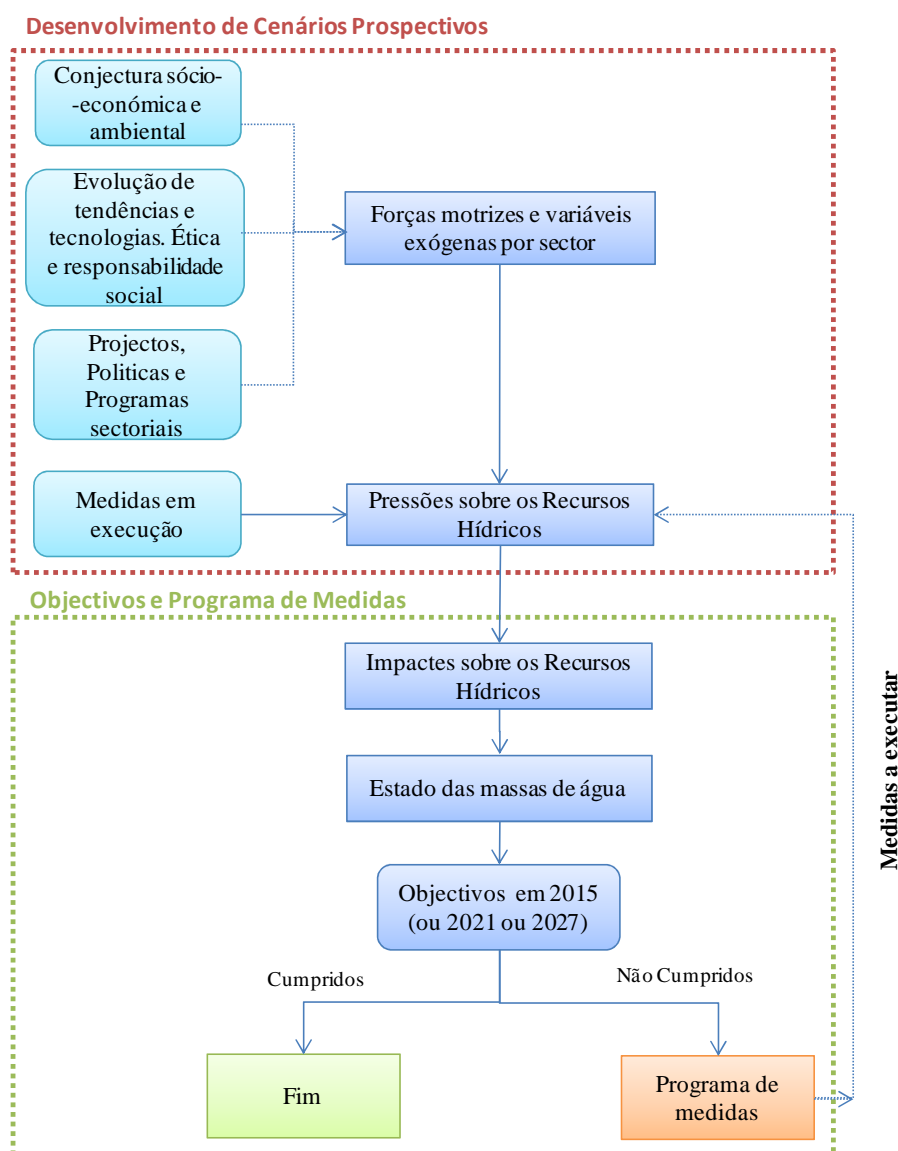 Desenvolvimento de Cenários Prospectivos
Conjectura sócio-
-económica e
ambiental
Evolução de
tendências e
tecnologias. Ética
e responsabilidade
social
Forças motrizes e variáveis
exógenas por sector
Projectos,
Politicas e
Programas
sectoriais
Medidas em
execução
Pressões sobre os Recursos
Hídricos
Objectivos e Programa de Medidas
Impactes sobre os Recursos
Hídricos
Estado das massas de água
Objectivos em 2015
(ou 2021 ou 2027)
Cumpridos
Não Cumpridos
Fim
Programa de
medidas
Medidas a executar